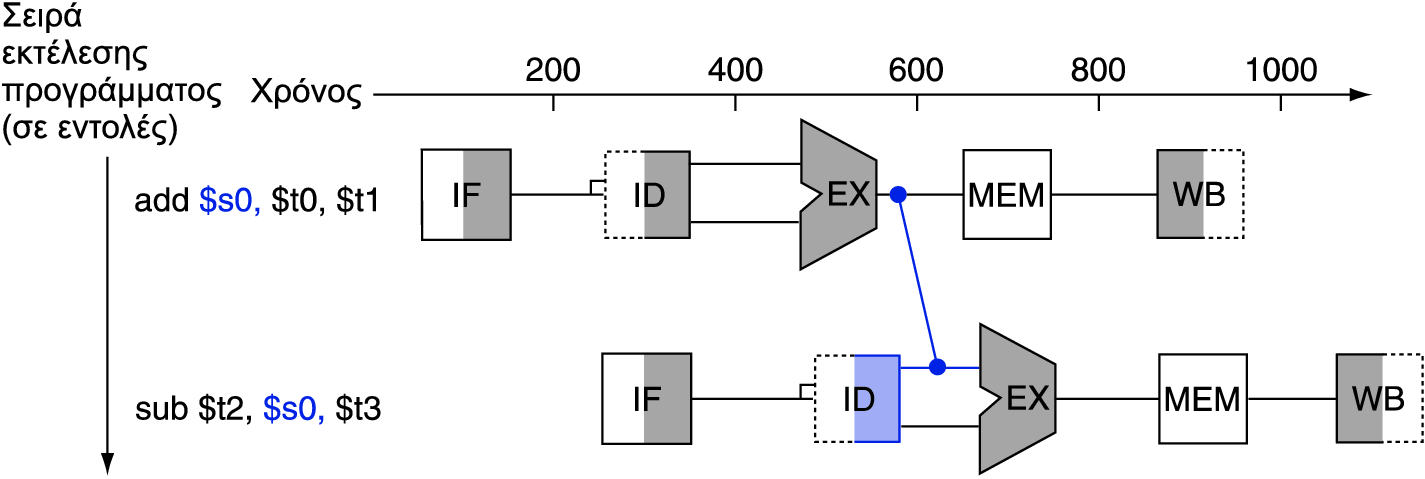 Σειρά
εκτέλεσης
προγράμματος
(σε εντολές)
Χρόνος
200 400 600 800 1000
add $s0, $t0, $t1
IF ID EX MEM WB
sub $t2, $s0, $t3
IF ID EX MEM WB